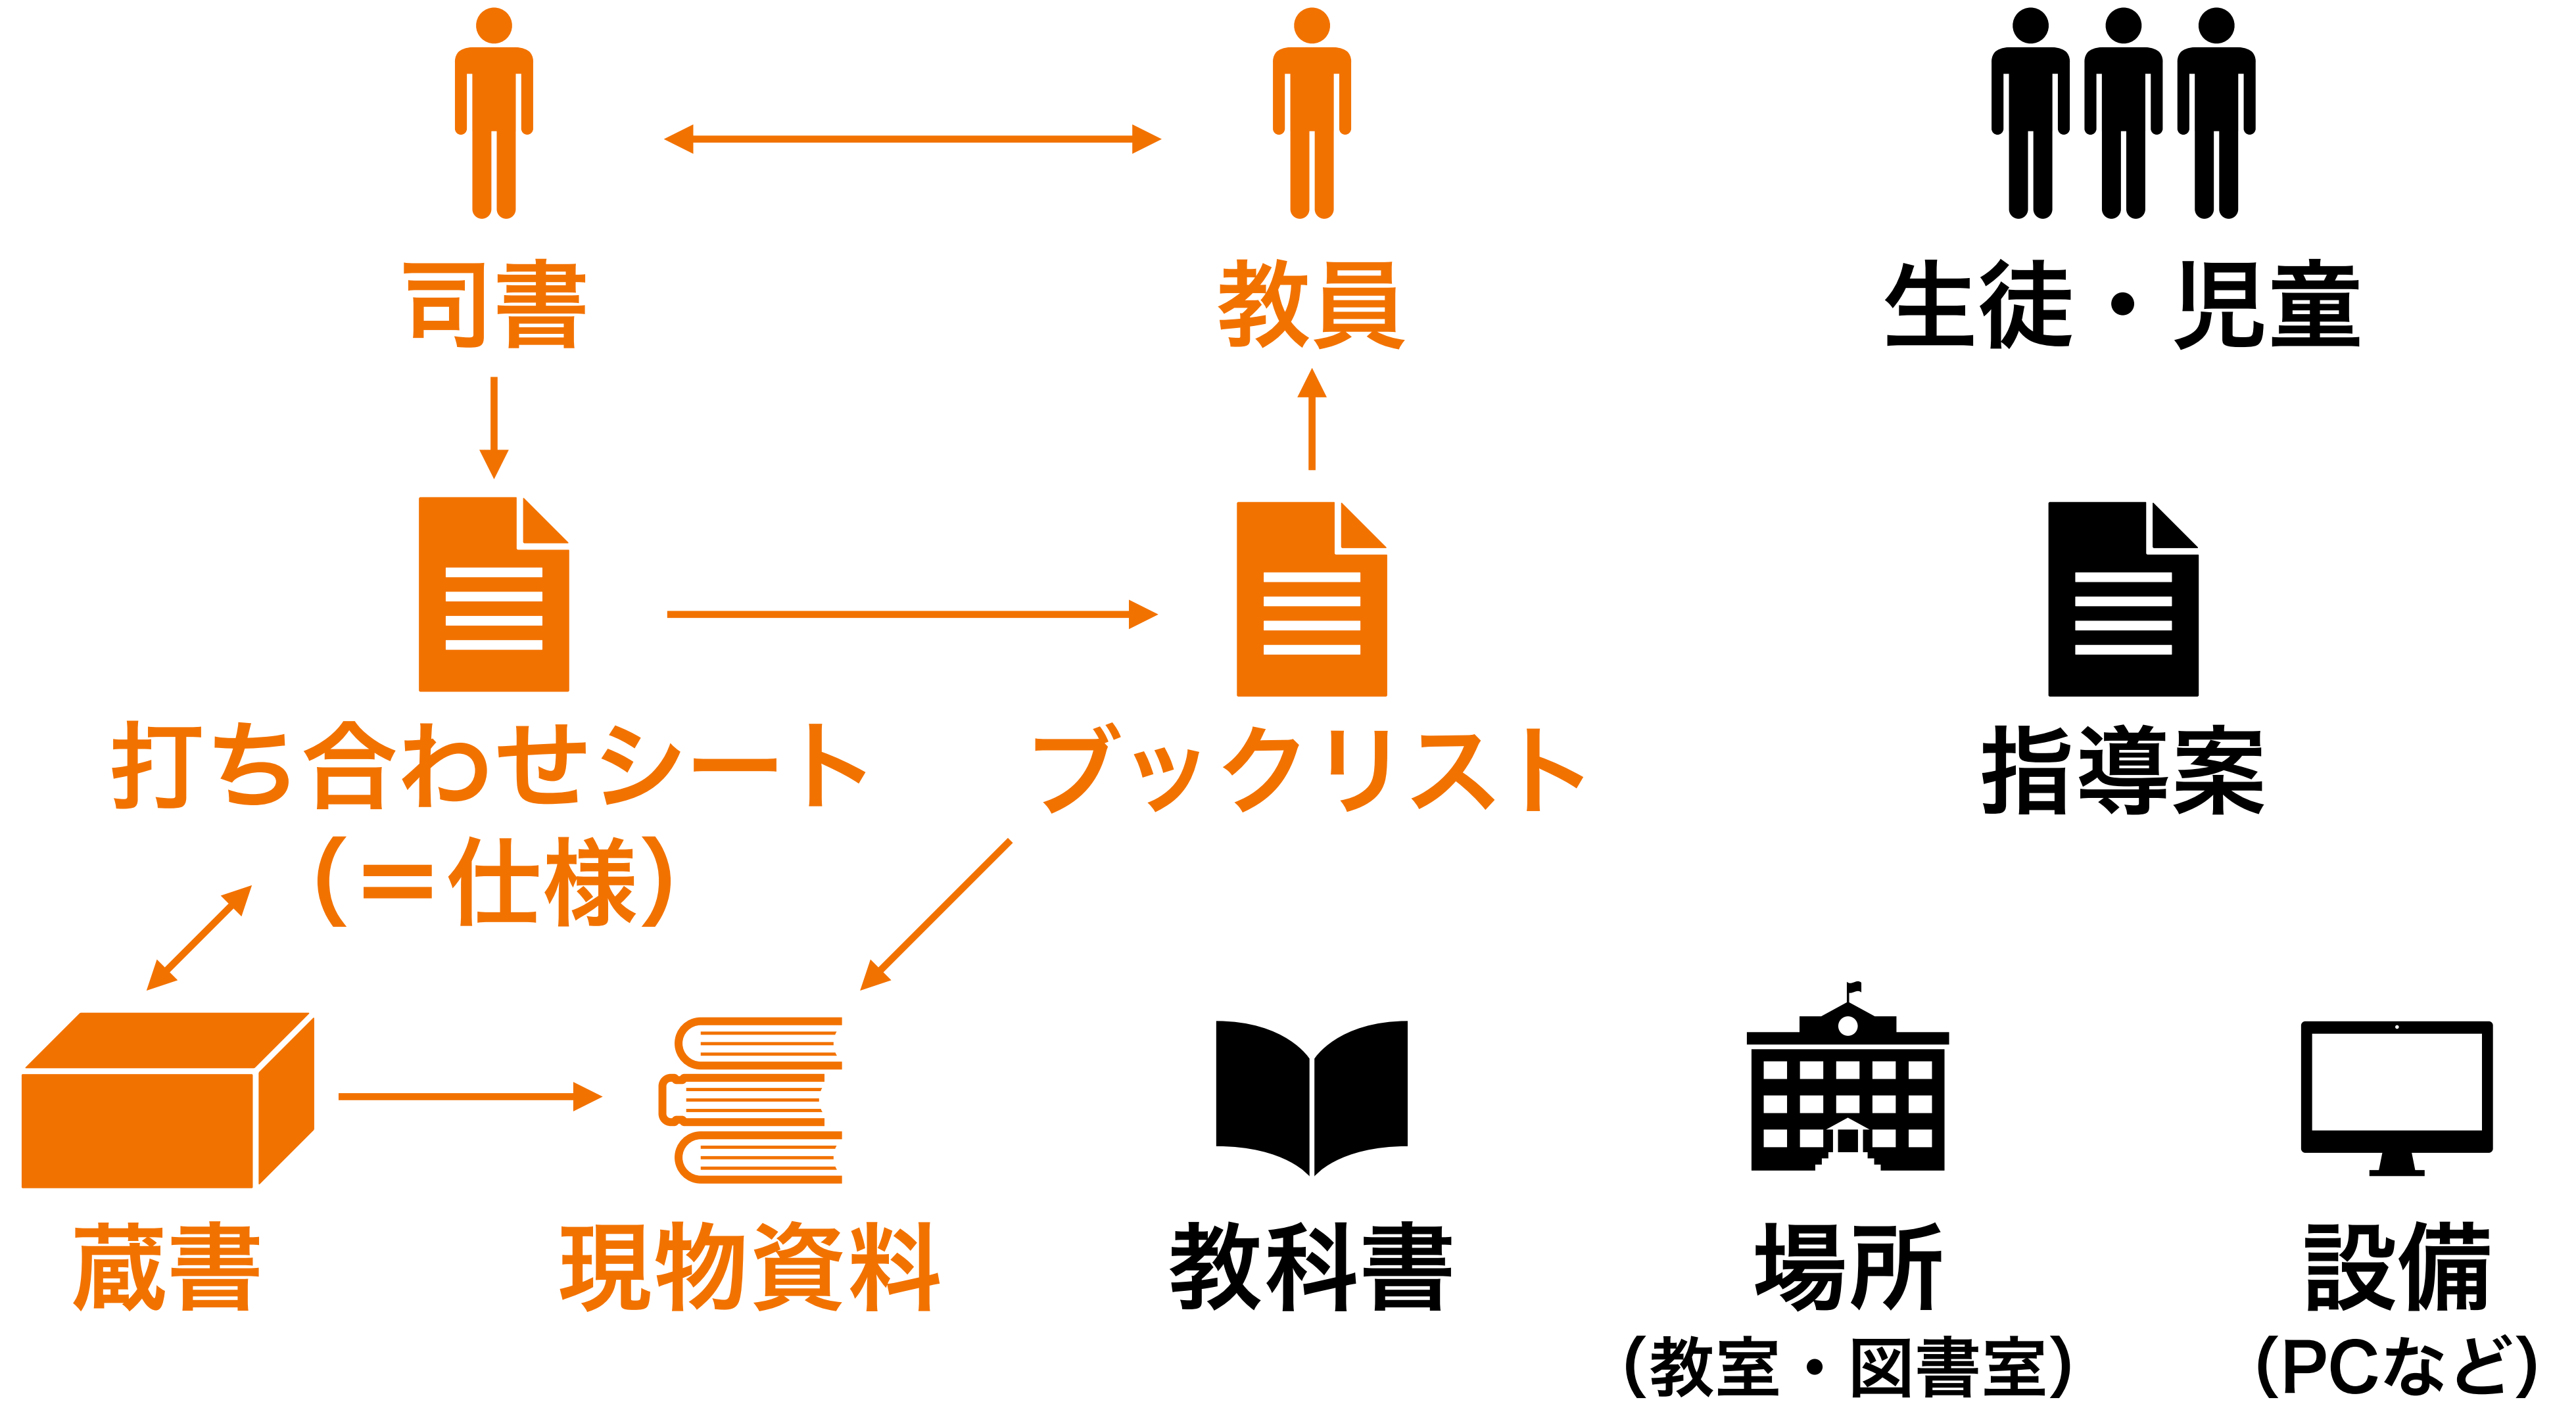 司書
教員
生徒・児童
打ち合わせシート
(＝仕様)
ブックリスト
指導案
蔵書
現物資料
教科書
場所
(教室・図書室)
設備
(PCなど)